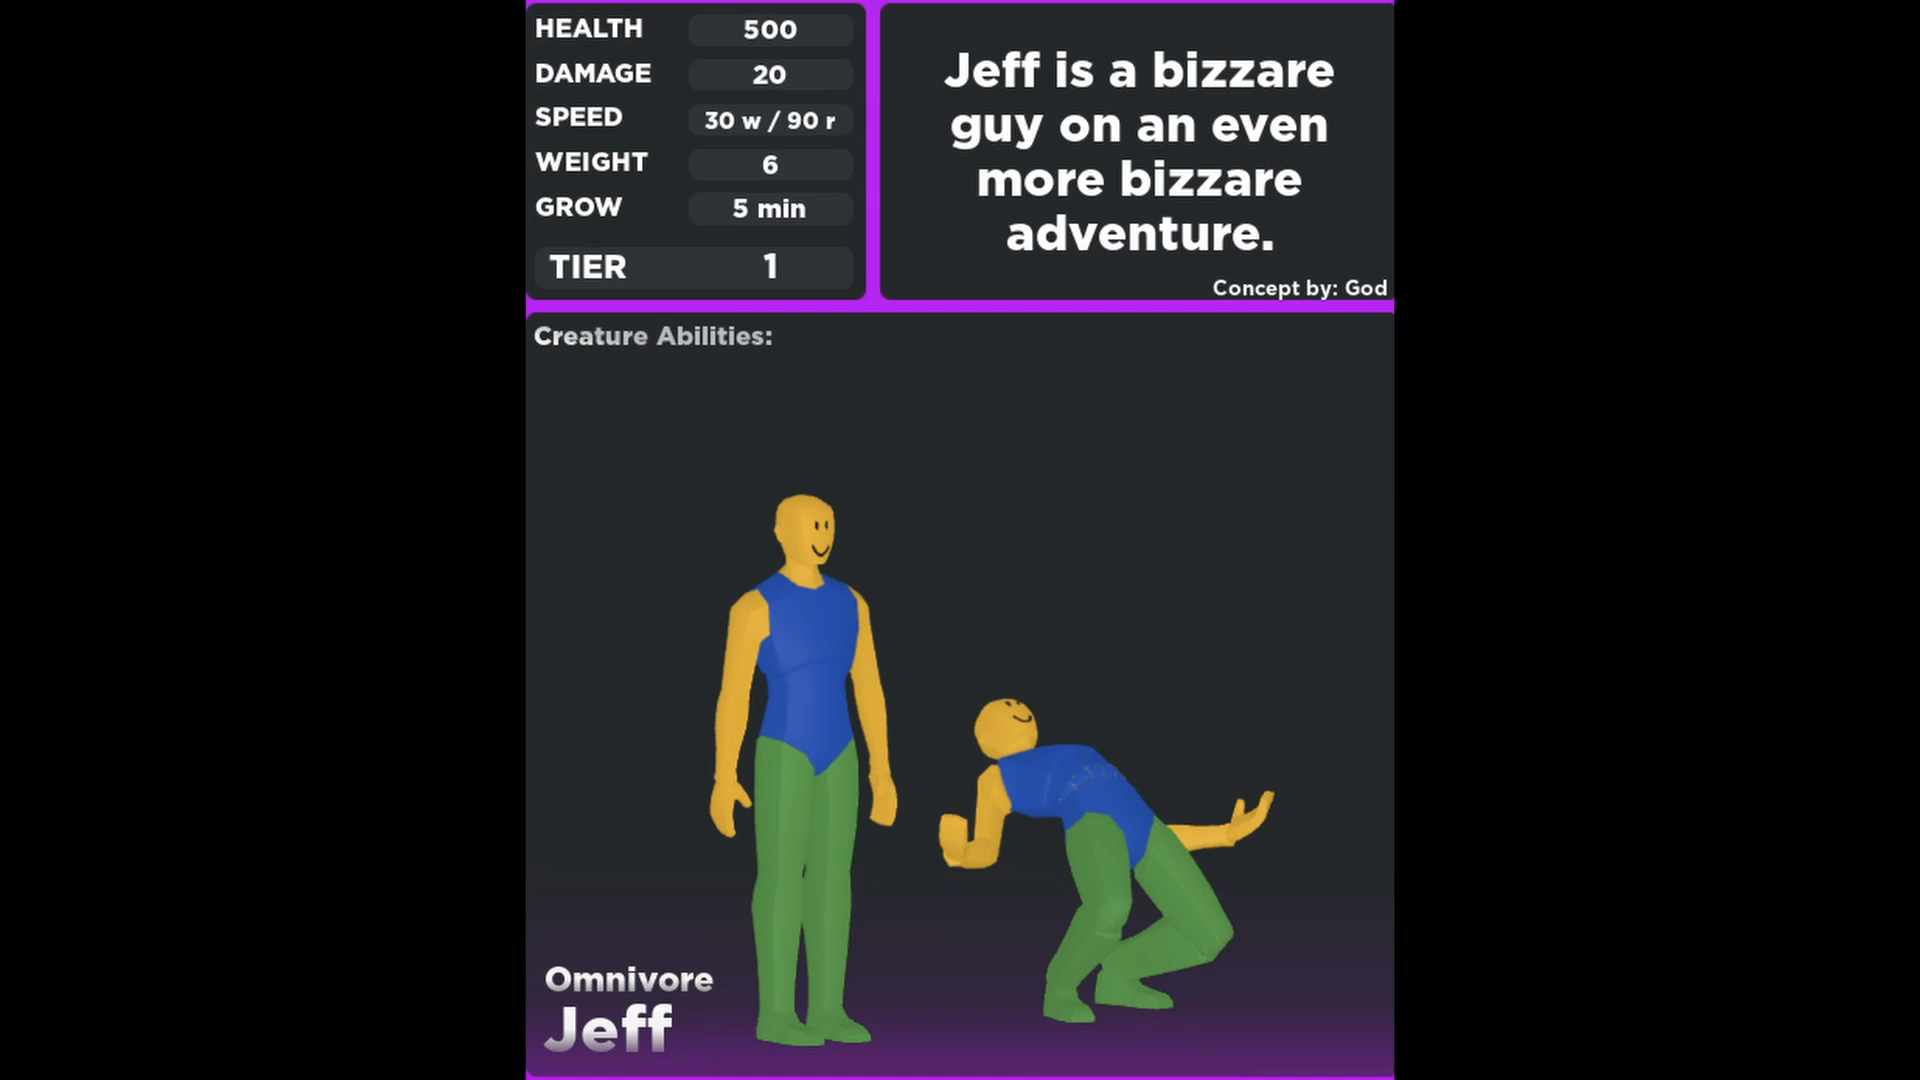 HEALTH 500
DAMAGE 20
SPEED 30 w / 90 r
WEIGHT 6
GROW 5 min
TIER 1
Jeff is a bizzare
guy on an even
more bizzare
adventure.
Concept by: God
Creature Abilities:
Omnivore
Jeff